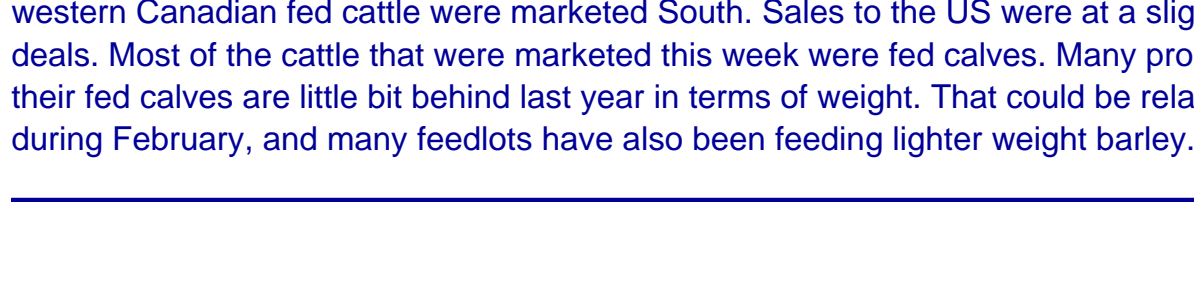 western Canadian fed cattle were marketed South. Sales to the US were at a slig
deals. Most of the cattle that were marketed this week were fed calves. Many pro
their fed calves are little bit behind last year in terms of weight. That could be rela
during February, and many feedlots have also been feeding lighter weight barley.